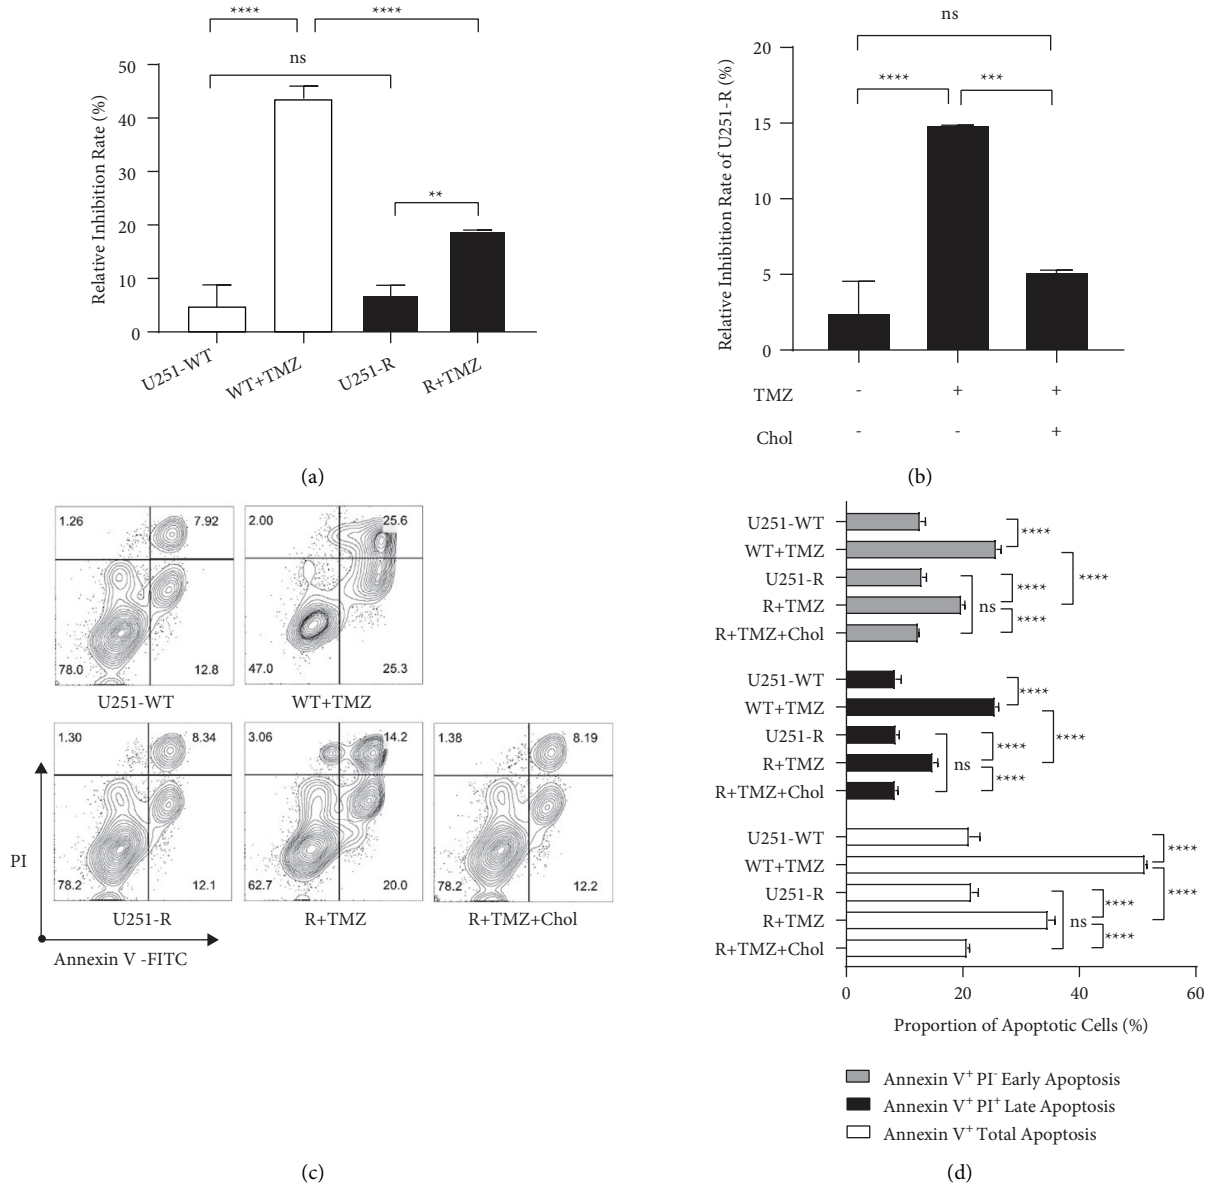 **** ****
ns
**
Relative Inhibition Rate (%)
50
40
30
20
10
0
U251-WT WT+TMZ U251-R R+TMZ
(a)
ns
**** ***
Relative Inhibition Rate of U251-R (%)
20
15
10
5
0
TMZ - + +
Chol - - +
(b)
1.26 7.92
78.0 12.8
U251-WT
2.00 25.6
47.0 25.3
WT+TMZ
1.30 8.34
78.2 12.1
U251-R
3.06 14.2
62.7 20.0
R+TMZ
1.38 8.19
78.2 12.2
R+TMZ+Chol
PI
Annexin V -FITC
(c)
U251-WT
WT+TMZ
U251-R
R+TMZ
R+TMZ+Chol
****
****
ns
****
****
U251-WT
WT+TMZ
U251-R
R+TMZ
R+TMZ+Chol
****
****
ns
****
****
U251-WT
WT+TMZ
U251-R
R+TMZ
R+TMZ+Chol
****
****
ns
****
****
0 20 40 60
Proportion of Apoptotic Cells (%)
Annexin V⁺ PI⁻ Early Apoptosis
Annexin V⁺ PI⁺ Late Apoptosis
Annexin V⁺ Total Apoptosis
(d)